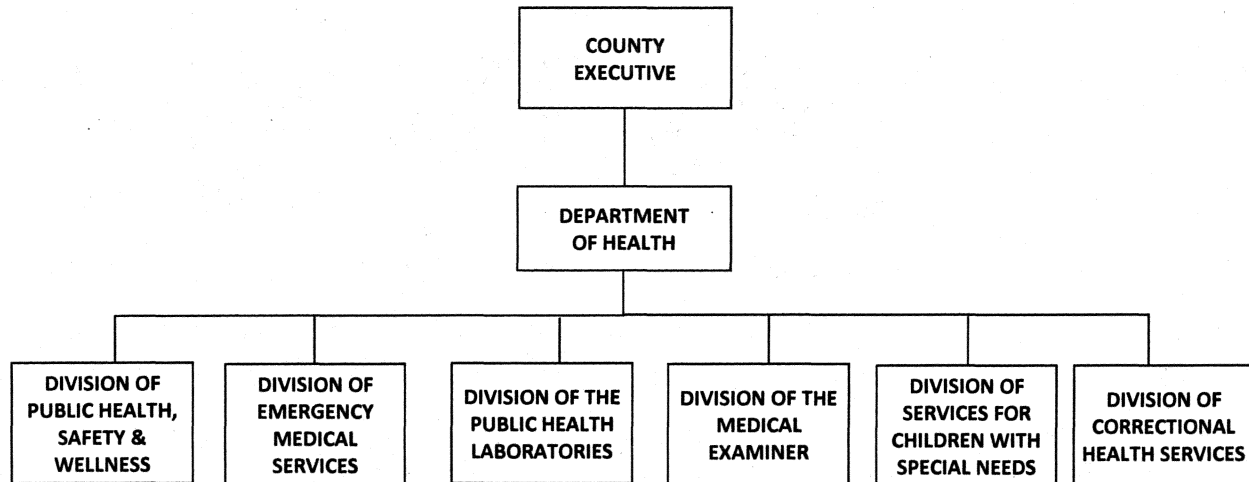 COUNTY
EXECUTIVE
DEPARTMENT
OF HEALTH
DIVISION OF
PUBLIC HEALTH,
SAFETY &
WELLNESS
DIVISION OF
EMERGENCY
MEDICAL
SERVICES
DIVISION OF THE
PUBLIC HEALTH
LABORATORIES
DIVISION OF THE
MEDICAL
EXAMINER
DIVISION OF
SERVICES FOR
CHILDREN WITH
SPECIAL NEEDS
DIVISION OF
CORRECTIONAL
HEALTH SERVICES